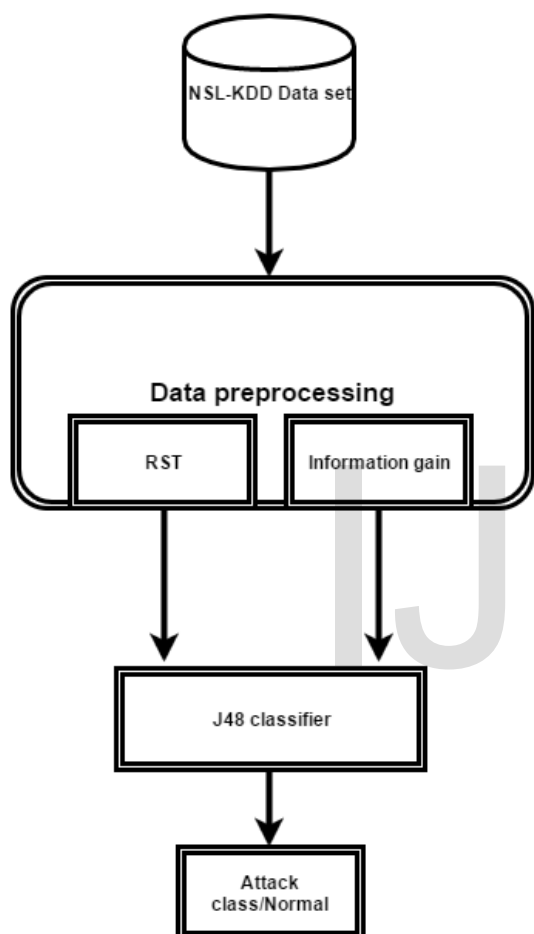 NSL-KDD Data set
Data preprocessing
RST
Information gain
IJ
J48 classifier
Attack
class/Normal